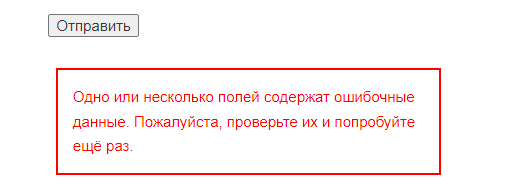 Отправить
Одно или несколько полей содержат ошибочные
данные. Пожалуйста, проверьте их и попробуйте
ещё раз.